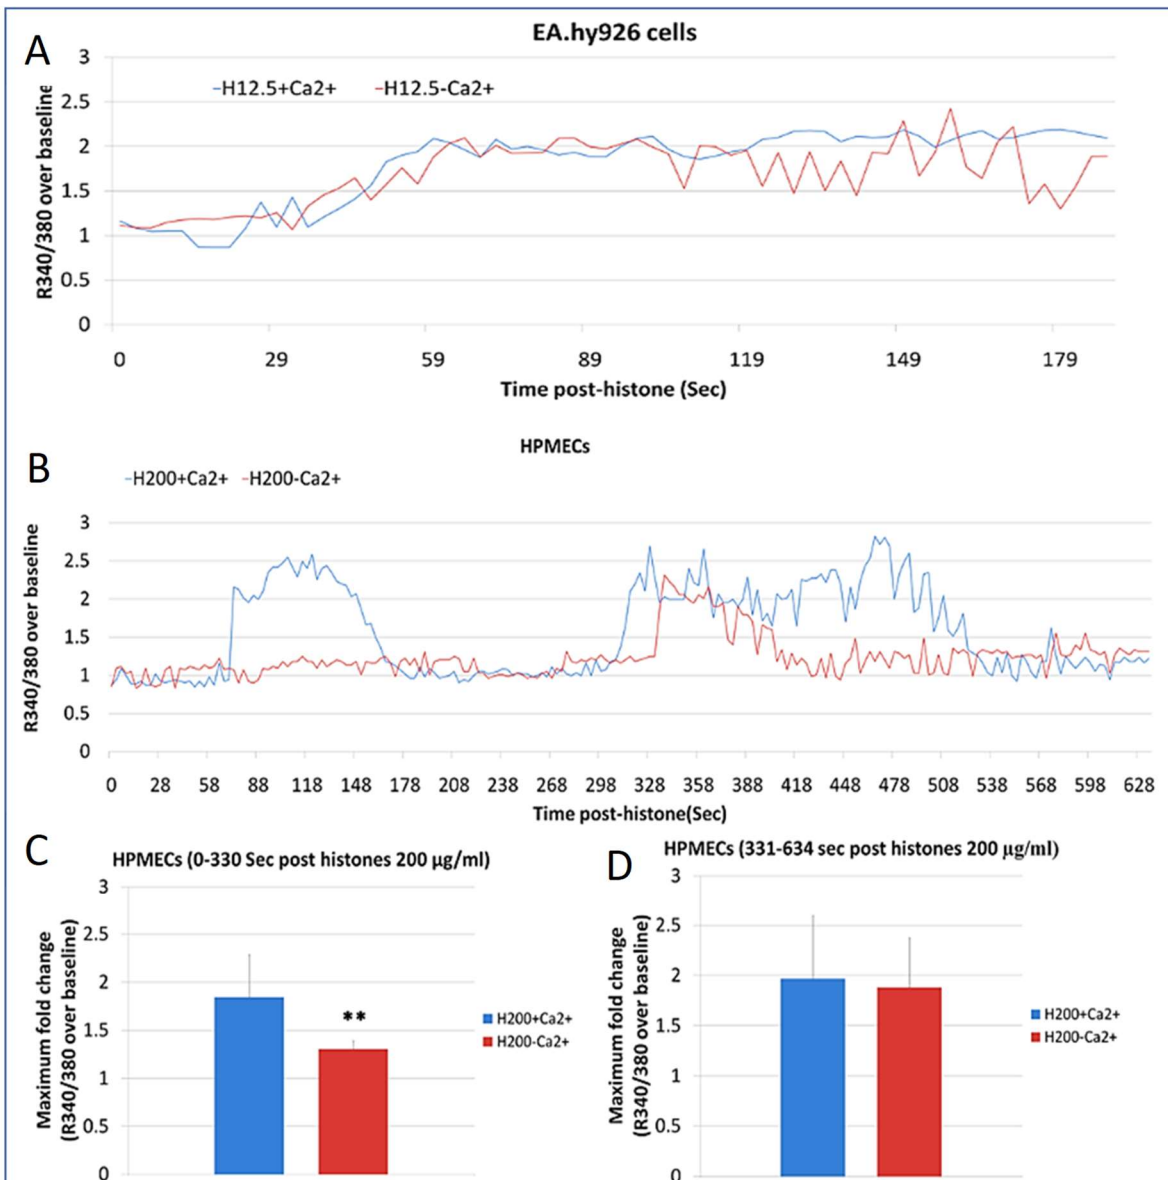 EA.hy926 cells
A
-H12.5+Ca2+ -H12.5-Ca2+
R340/380 over baseline
3
2.5
2
1.5
1
0.5
0
0 29 59 89 119 149 179
Time post-histone (Sec)
HPMECs
B
-H200+Ca2+ -H200-Ca2+
R340/380 over baseline
3
2.5
2
1.5
1
0.5
0
0 28 58 88 118 148 178 208 238 268 298 328 358 388 418 448 478 508 538 568 598 628
Time post-histone(Sec)
C
HPMECs (0-330 Sec post histones 200 µg/ml)
Maximum fold change
(R340/380 over baseline)
3
2.5
2
1.5
1
0.5
0
**
H200+Ca2+
H200-Ca2+
D
HPMECs (331-634 sec post histones 200 µg/ml)
Maximum fold change
(R340/380 over baseline)
3
2.5
2
1.5
1
0.5
0
H200+Ca2+
H200-Ca2+